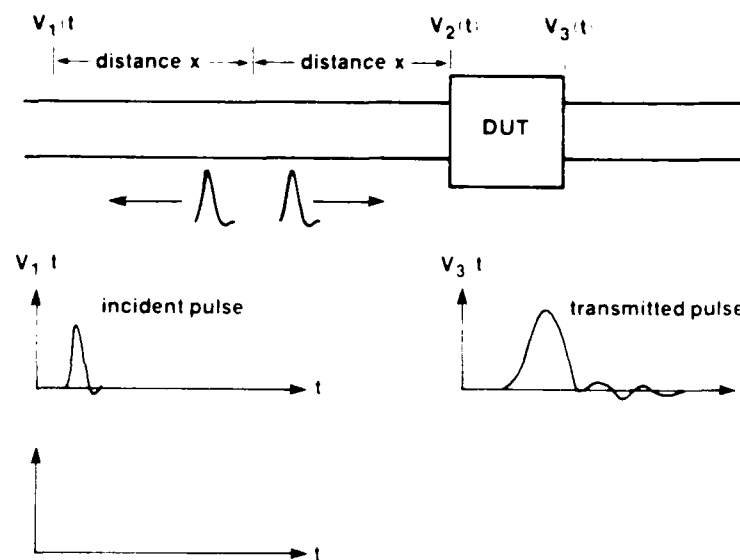 V₁(t V₂(t) V₃(t)
distance x distance x
DUT
V₁ t
incident pulse
t
V₃ t
transmitted pulse
t